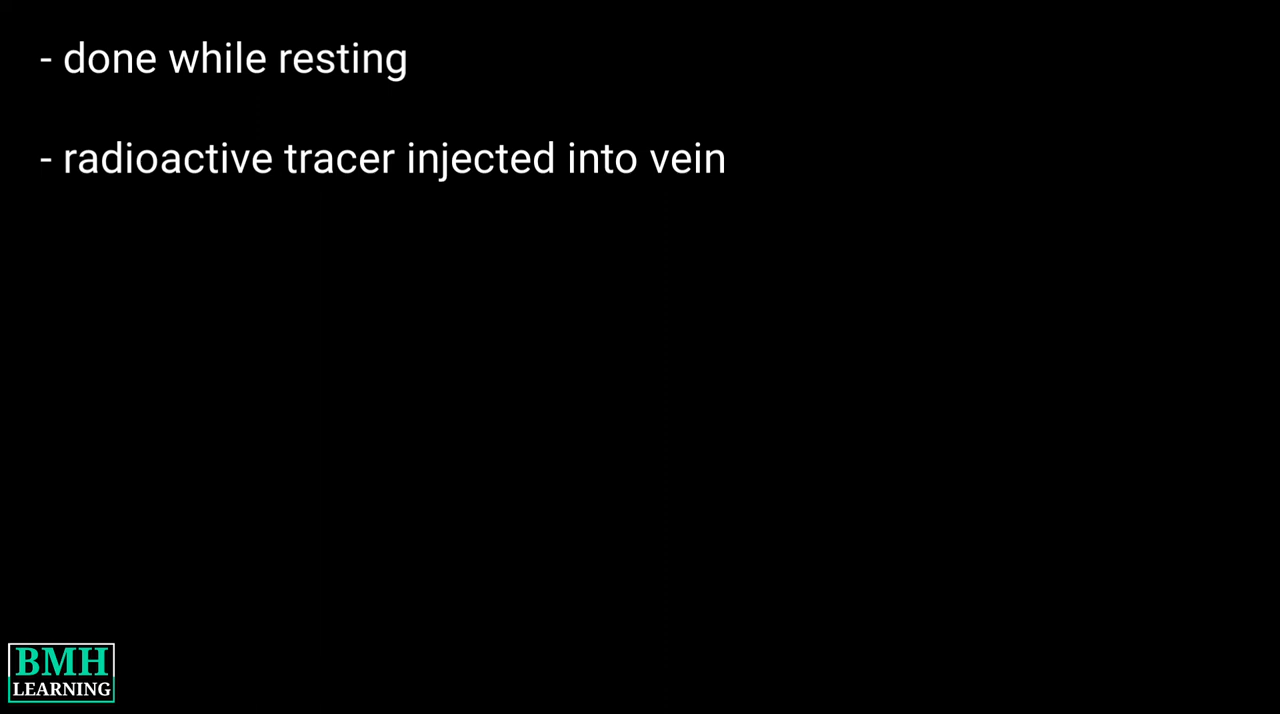 - done while resting
- radioactive tracer injected into vein
BMH
LEARNING